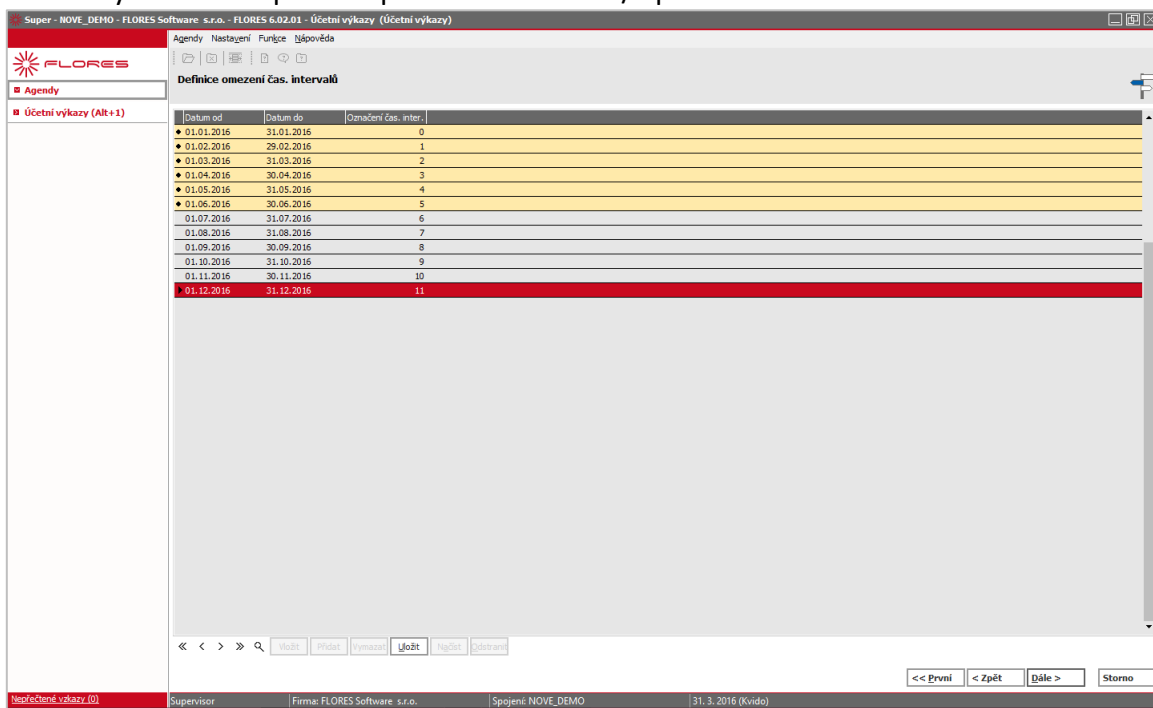 Super - NOVE_DEMO - FLORES Software s.r.o. - FLORES 6.02.01 - Účetní výkazy (Účetní výkazy)
Agendy Nastavení Funkce Nápověda
FLORES
Definice omezení čas. intervalů
Agendy
Účetní výkazy (Alt+1)
Datum od Datum do Označení čas. inter.
01.01.2016 31.01.2016 0
01.02.2016 29.02.2016 1
01.03.2016 31.03.2016 2
01.04.2016 30.04.2016 3
01.05.2016 31.05.2016 4
01.06.2016 30.06.2016 5
01.07.2016 31.07.2016 6
01.08.2016 31.08.2016 7
01.09.2016 30.09.2016 8
01.10.2016 31.10.2016 9
01.11.2016 30.11.2016 10
01.12.2016 31.12.2016 11
Vložit Přidat Vymazat Uložit Načíst Odstranit
<< První < Zpět Dále > Storno
Nepřečtené vzkazy (0) Supervisor Firma: FLORES Software s.r.o. Spojení: NOVE_DEMO 31. 3. 2016 (Kvido)